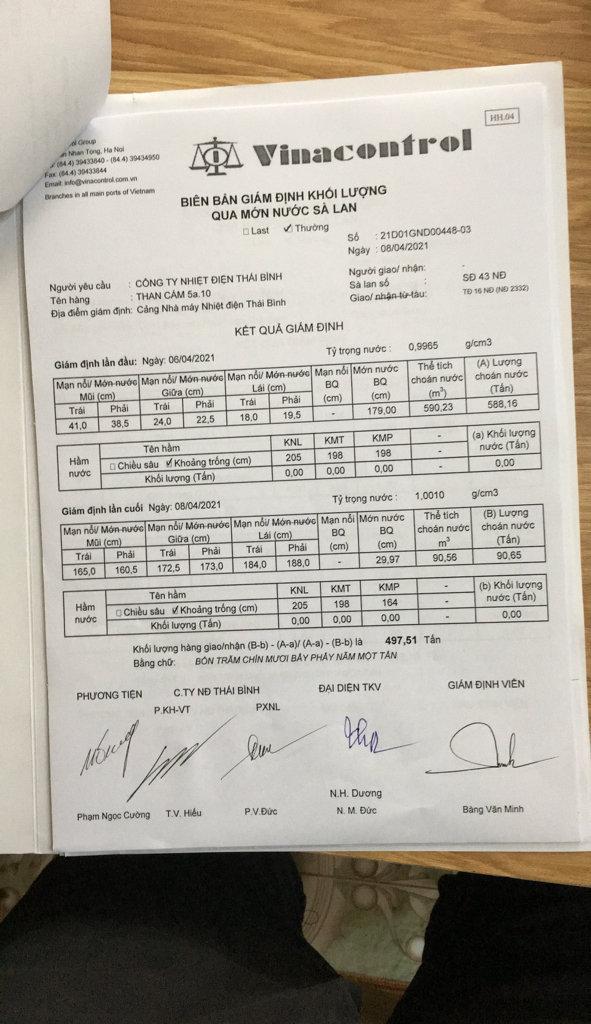 HH.04
Group
Nhan Tong, Ha Noi
(84.4) 39433840 - (84.4) 39434950
Fax: (84.4) 39433844
Email: info@vinacontrol.com.vn
Branches in all main ports of Vietnam
Vinacontrol
BIÊN BẢN GIÁM ĐỊNH KHỐI LƯỢNG
QUA MỚN NƯỚC SÀ LAN
Last Thường
Số : 21D01GND00448-03
Ngày : 08/04/2021
Người yêu cầu : CÔNG TY NHIỆT ĐIỆN THÁI BÌNH
Tên hàng : THAN CÁM 5a.10
Địa điểm giám định: Cảng Nhà máy Nhiệt điện Thái Bình
Người giao/ nhận: -
Sà lan số : SĐ 43 NĐ
Giao/ nhận từ tàu: TĐ 16 NĐ (NĐ 2332)
KẾT QUẢ GIÁM ĐỊNH
Giám định lần đầu: Ngày: 06/04/2021 Tỷ trọng nước : 0,9965 g/cm3
Mạn nổi/ Mớn nước Mũi (cm) Mạn nổi/ Mớn nước Giữa (cm) Mạn nổi/ Mớn nước Lái (cm) Mạn nổi BQ (cm) Mớn nước BQ (cm) Thể tích choán nước (m³) (A) Lượng choán nước (Tấn)
Trái Phải Trái Phải Trái Phải
41,0 38,5 24,0 22,5 18,0 19,5 - 179,00 590,23 588,16
Hầm nước Tên hầm KNL KMT KMP - (a) Khối lượng nước (Tấn)
Chiều sâu Khoảng trống (cm) 205 198 198 -
Khối lượng (Tấn) 0,00 0,00 0,00 - 0,00
Giám định lần cuối Ngày: 08/04/2021 Tỷ trọng nước : 1,0010 g/cm3
Mạn nổi/ Mớn nước Mũi (cm) Mạn nổi/ Mớn nước Giữa (cm) Mạn nổi/ Mớn nước Lái (cm) Mạn nổi BQ (cm) Mớn nước BQ (cm) Thể tích choán nước m³ (B) Lượng choán nước (Tấn)
Trái Phải Trái Phải Trái Phải
165,0 160,5 172,5 173,0 184,0 188,0 - 29,97 90,56 90,65
Hầm nước Tên hầm KNL KMT KMP - (b) Khối lượng nước (Tấn)
Chiều sâu Khoảng trống (cm) 205 198 164 -
Khối lượng (Tấn) 0,00 0,00 0,00 - 0,00
Khối lượng hàng giao/nhận (B-b) - (A-a)/ (A-a) - (B-b) là 497,51 Tấn
Bằng chữ: BỐN TRĂM CHÍN MƯƠI BẢY PHẨY NĂM MỘT TẤN
PHƯƠNG TIỆN C.TY NĐ THÁI BÌNH ĐẠI DIỆN TKV GIÁM ĐỊNH VIÊN
P.KH-VT PXNL
N.H. Dương
Phạm Ngọc Cường T.V. Hiếu P.V.Đức N. M. Đức Bàng Văn Minh